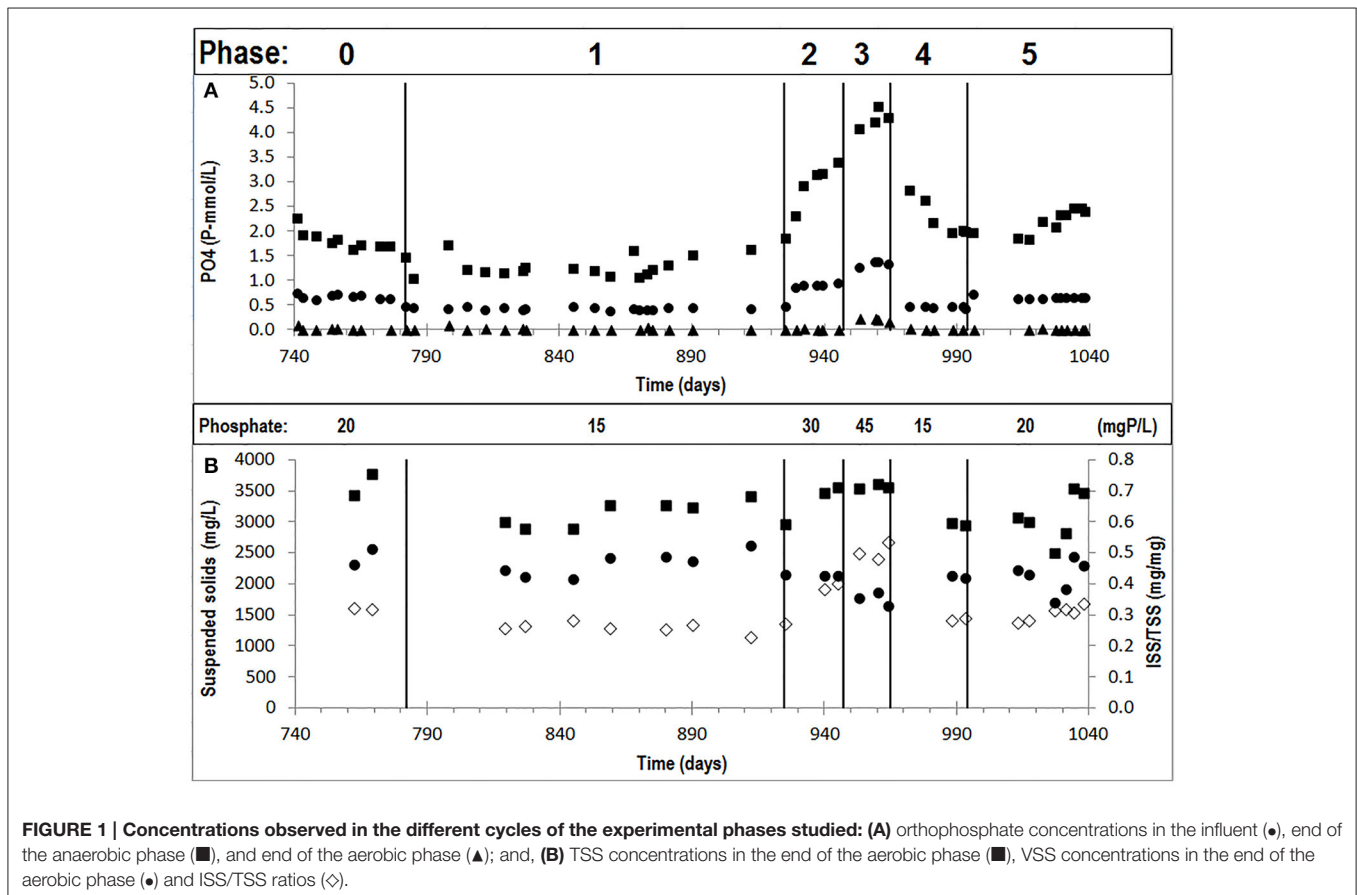 Phase: 0 1 2 3 4 5
A
5.0
4.5
4.0
3.5
3.0
2.5
2.0
1.5
1.0
0.5
0.0
PO4 (P-mmol/L)
740 790 840 890 940 990 1040
Time (days)
Phosphate: 20 15 30 45 15 20 (mgP/L)
B
4000
3500
3000
2500
2000
1500
1000
500
0
Suspended solids (mg/L)
0.8
0.7
0.6
0.5
0.4
0.3
0.2
0.1
0.0
ISS/TSS (mg/mg)
740 790 840 890 940 990 1040
Time (days)
FIGURE 1 | Concentrations observed in the different cycles of the experimental phases studied: (A) orthophosphate concentrations in the influent (●), end of
the anaerobic phase (■), and end of the aerobic phase (▲); and, (B) TSS concentrations in the end of the aerobic phase (■), VSS concentrations in the end of the
aerobic phase (●) and ISS/TSS ratios (◇).